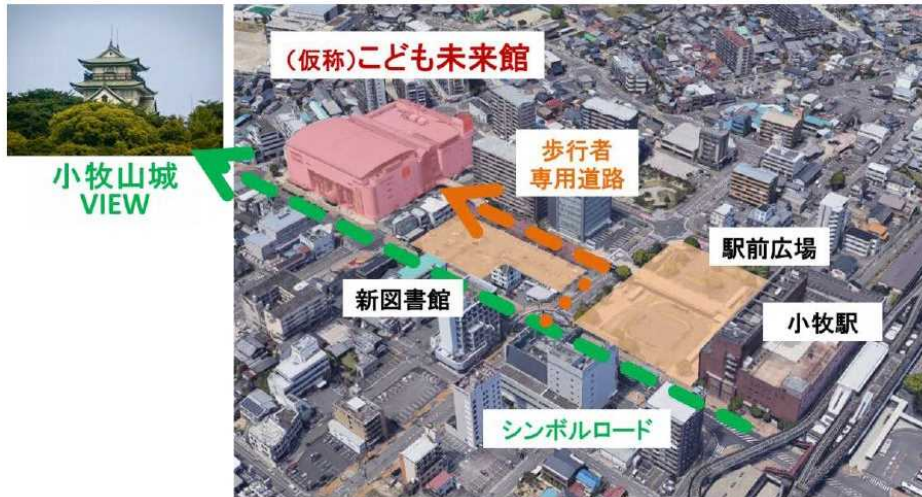 (仮称)こども未来館
小牧山城
VIEW
歩行者
専用道路
駅前広場
新図書館
小牧駅
シンボルロード